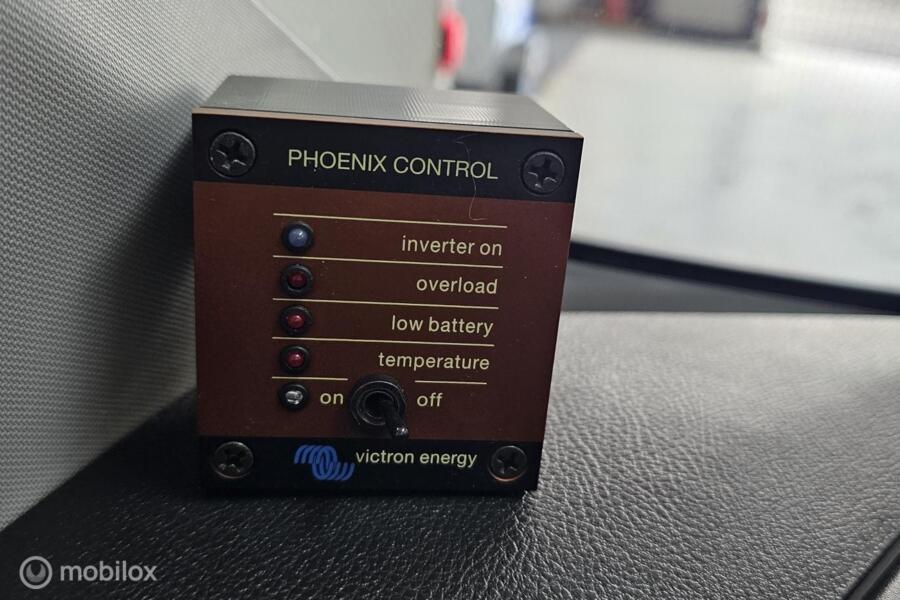 PHOENIX CONTROL
inverter on
overload
low battery
temperature
on off
victron energy
mobilox